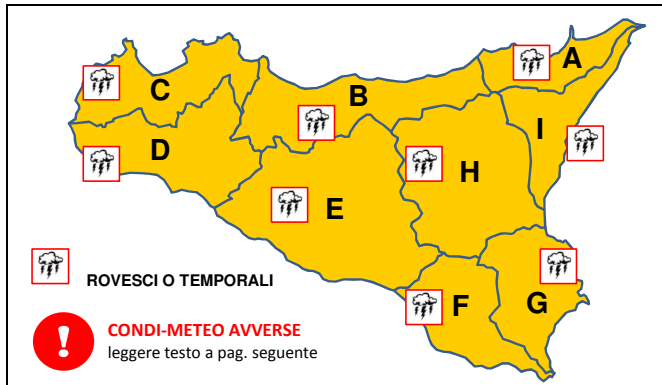 A
C
B
I
D
H
E
G
F
ROVESCI O TEMPORALI
!
CONDI-METEO AVVERSE
leggere testo a pag. seguente